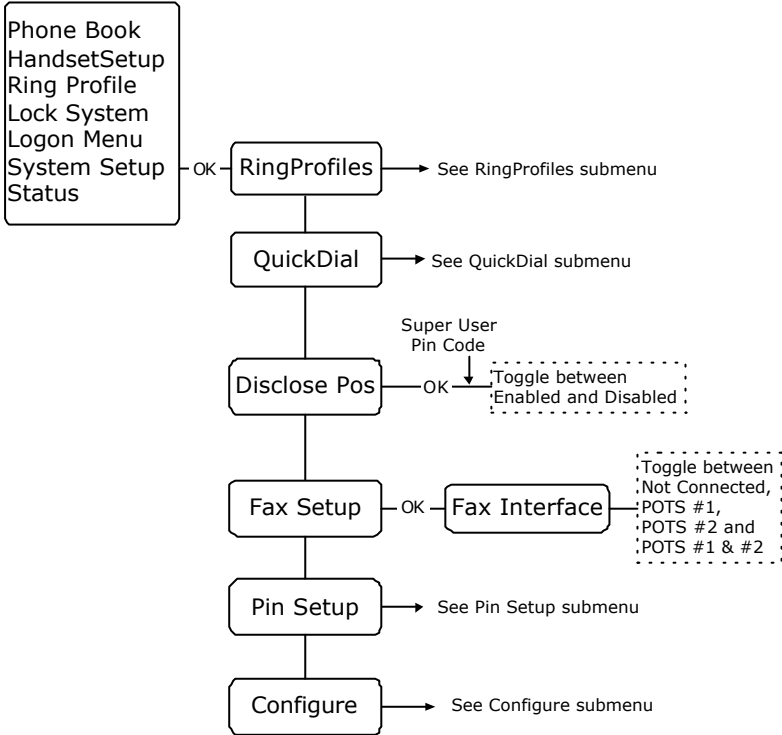 Phone Book
HandsetSetup
Ring Profile
Lock System
Logon Menu
System Setup
Status
OK
RingProfiles
See RingProfiles submenu
QuickDial
See QuickDial submenu
Super User
Pin Code
Disclose Pos
OK
Toggle between
Enabled and Disabled
Fax Setup
OK
Fax Interface
Toggle between
Not Connected,
POTS #1,
POTS #2 and
POTS #1 & #2
Pin Setup
See Pin Setup submenu
Configure
See Configure submenu